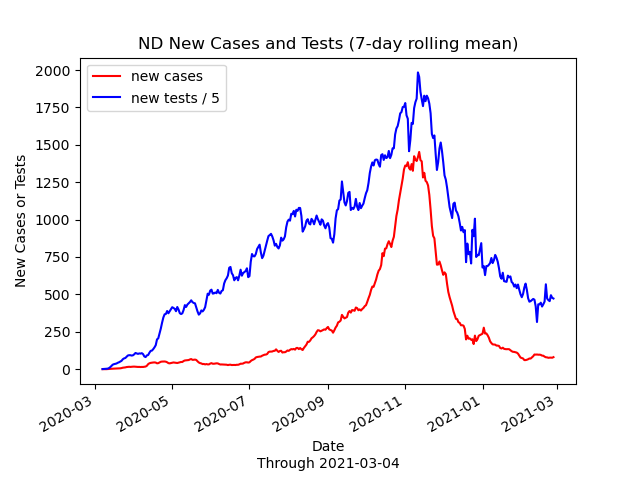 ND New Cases and Tests (7-day rolling mean)
new cases
new tests / 5
New Cases or Tests
2000
1750
1500
1250
1000
750
500
250
0
2020-03
2020-05
2020-07
2020-09
2020-11
2021-01
2021-03
Date
Through 2021-03-04